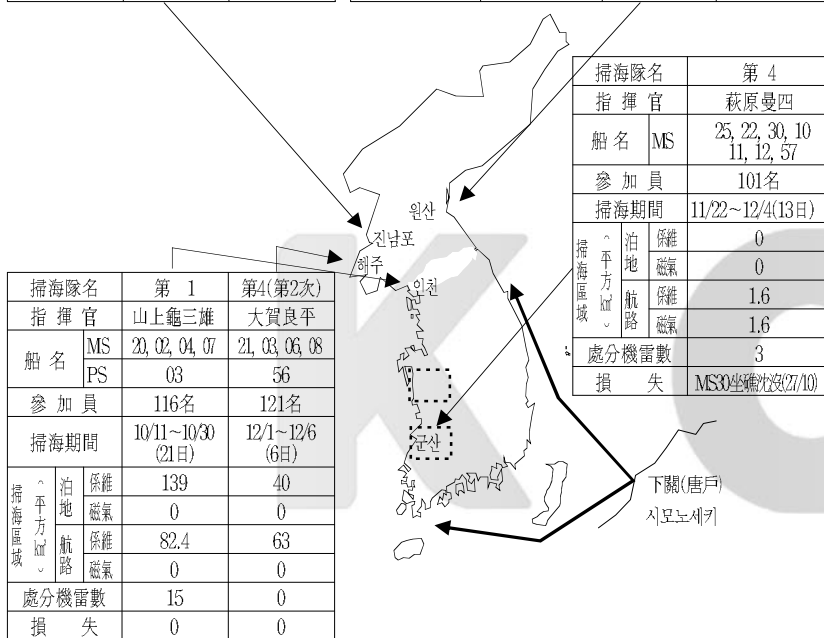 掃海隊名 第 4
指 揮 官 萩原旻四
船 名 MS 25, 22, 30, 10
11, 12, 57
參 加 員 101名
掃海期間 11/22~12/4(13日)
掃海區域 (平方㎢) 泊地 係維 0
磁氣 0
航路 係維 1.6
磁氣 1.6
處分機雷數 3
損 失 MS30坐礁沈沒(27/10)
원산
진남포
해주
인천
군산
掃海隊名 第 1 第4(第2次)
指 揮 官 山上龜三雄 大賀良平
船 名 MS 20, 02, 04, 07 21, 03, 06, 08
PS 03 56
參 加 員 116名 121名
掃海期間 10/11~10/30
(21日) 12/1~12/6
(6日)
掃海區域 (平方㎢) 泊地 係維 139 40
磁氣 0 0
航路 係維 82.4 63
磁氣 0 0
處分機雷數 15 0
損 失 0 0
下關(唐戶)
시모노세키
K C